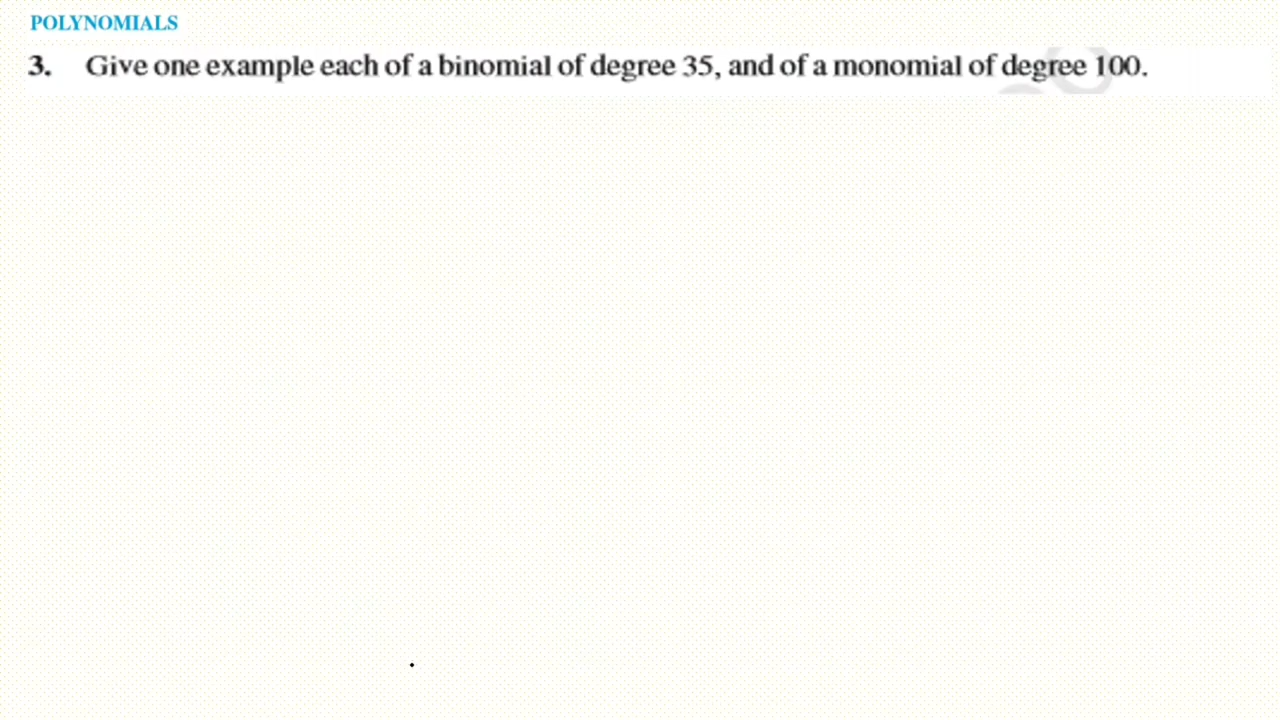 POLYNOMIALS
3. Give one example each of a binomial of degree 35, and of a monomial of degree 100.